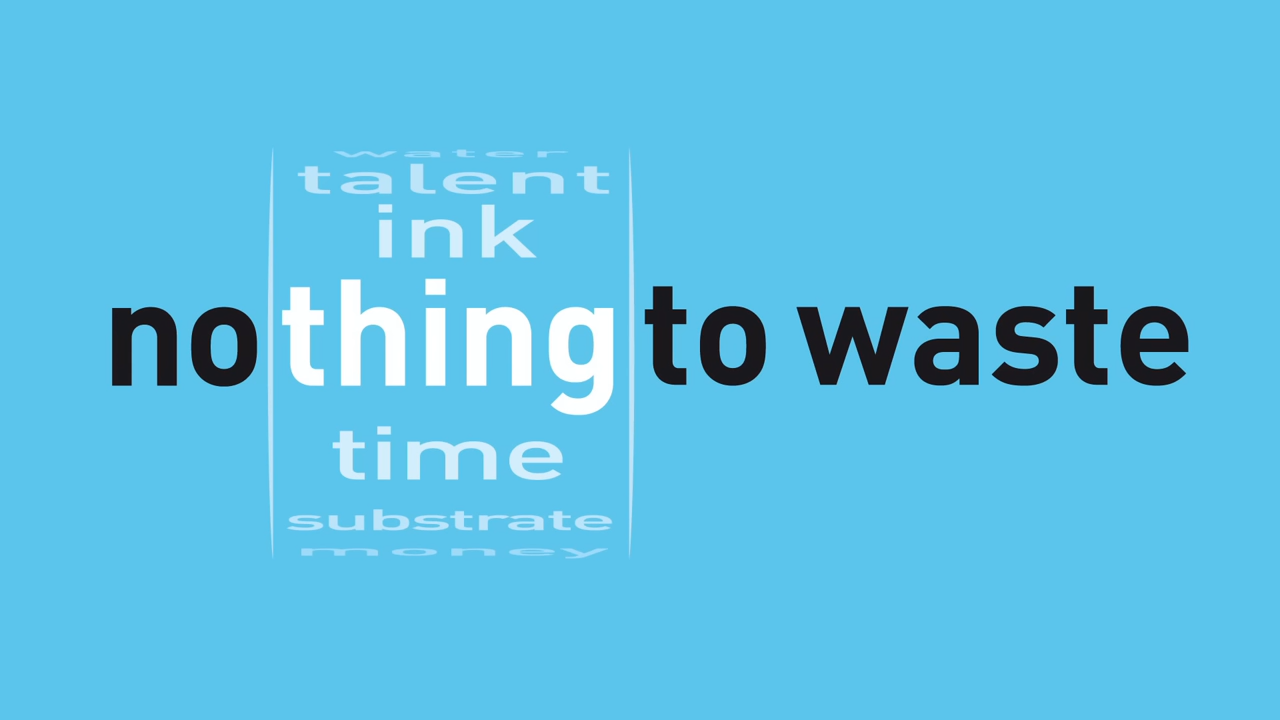 water
talent
ink
nothing to waste
time
substrate
money